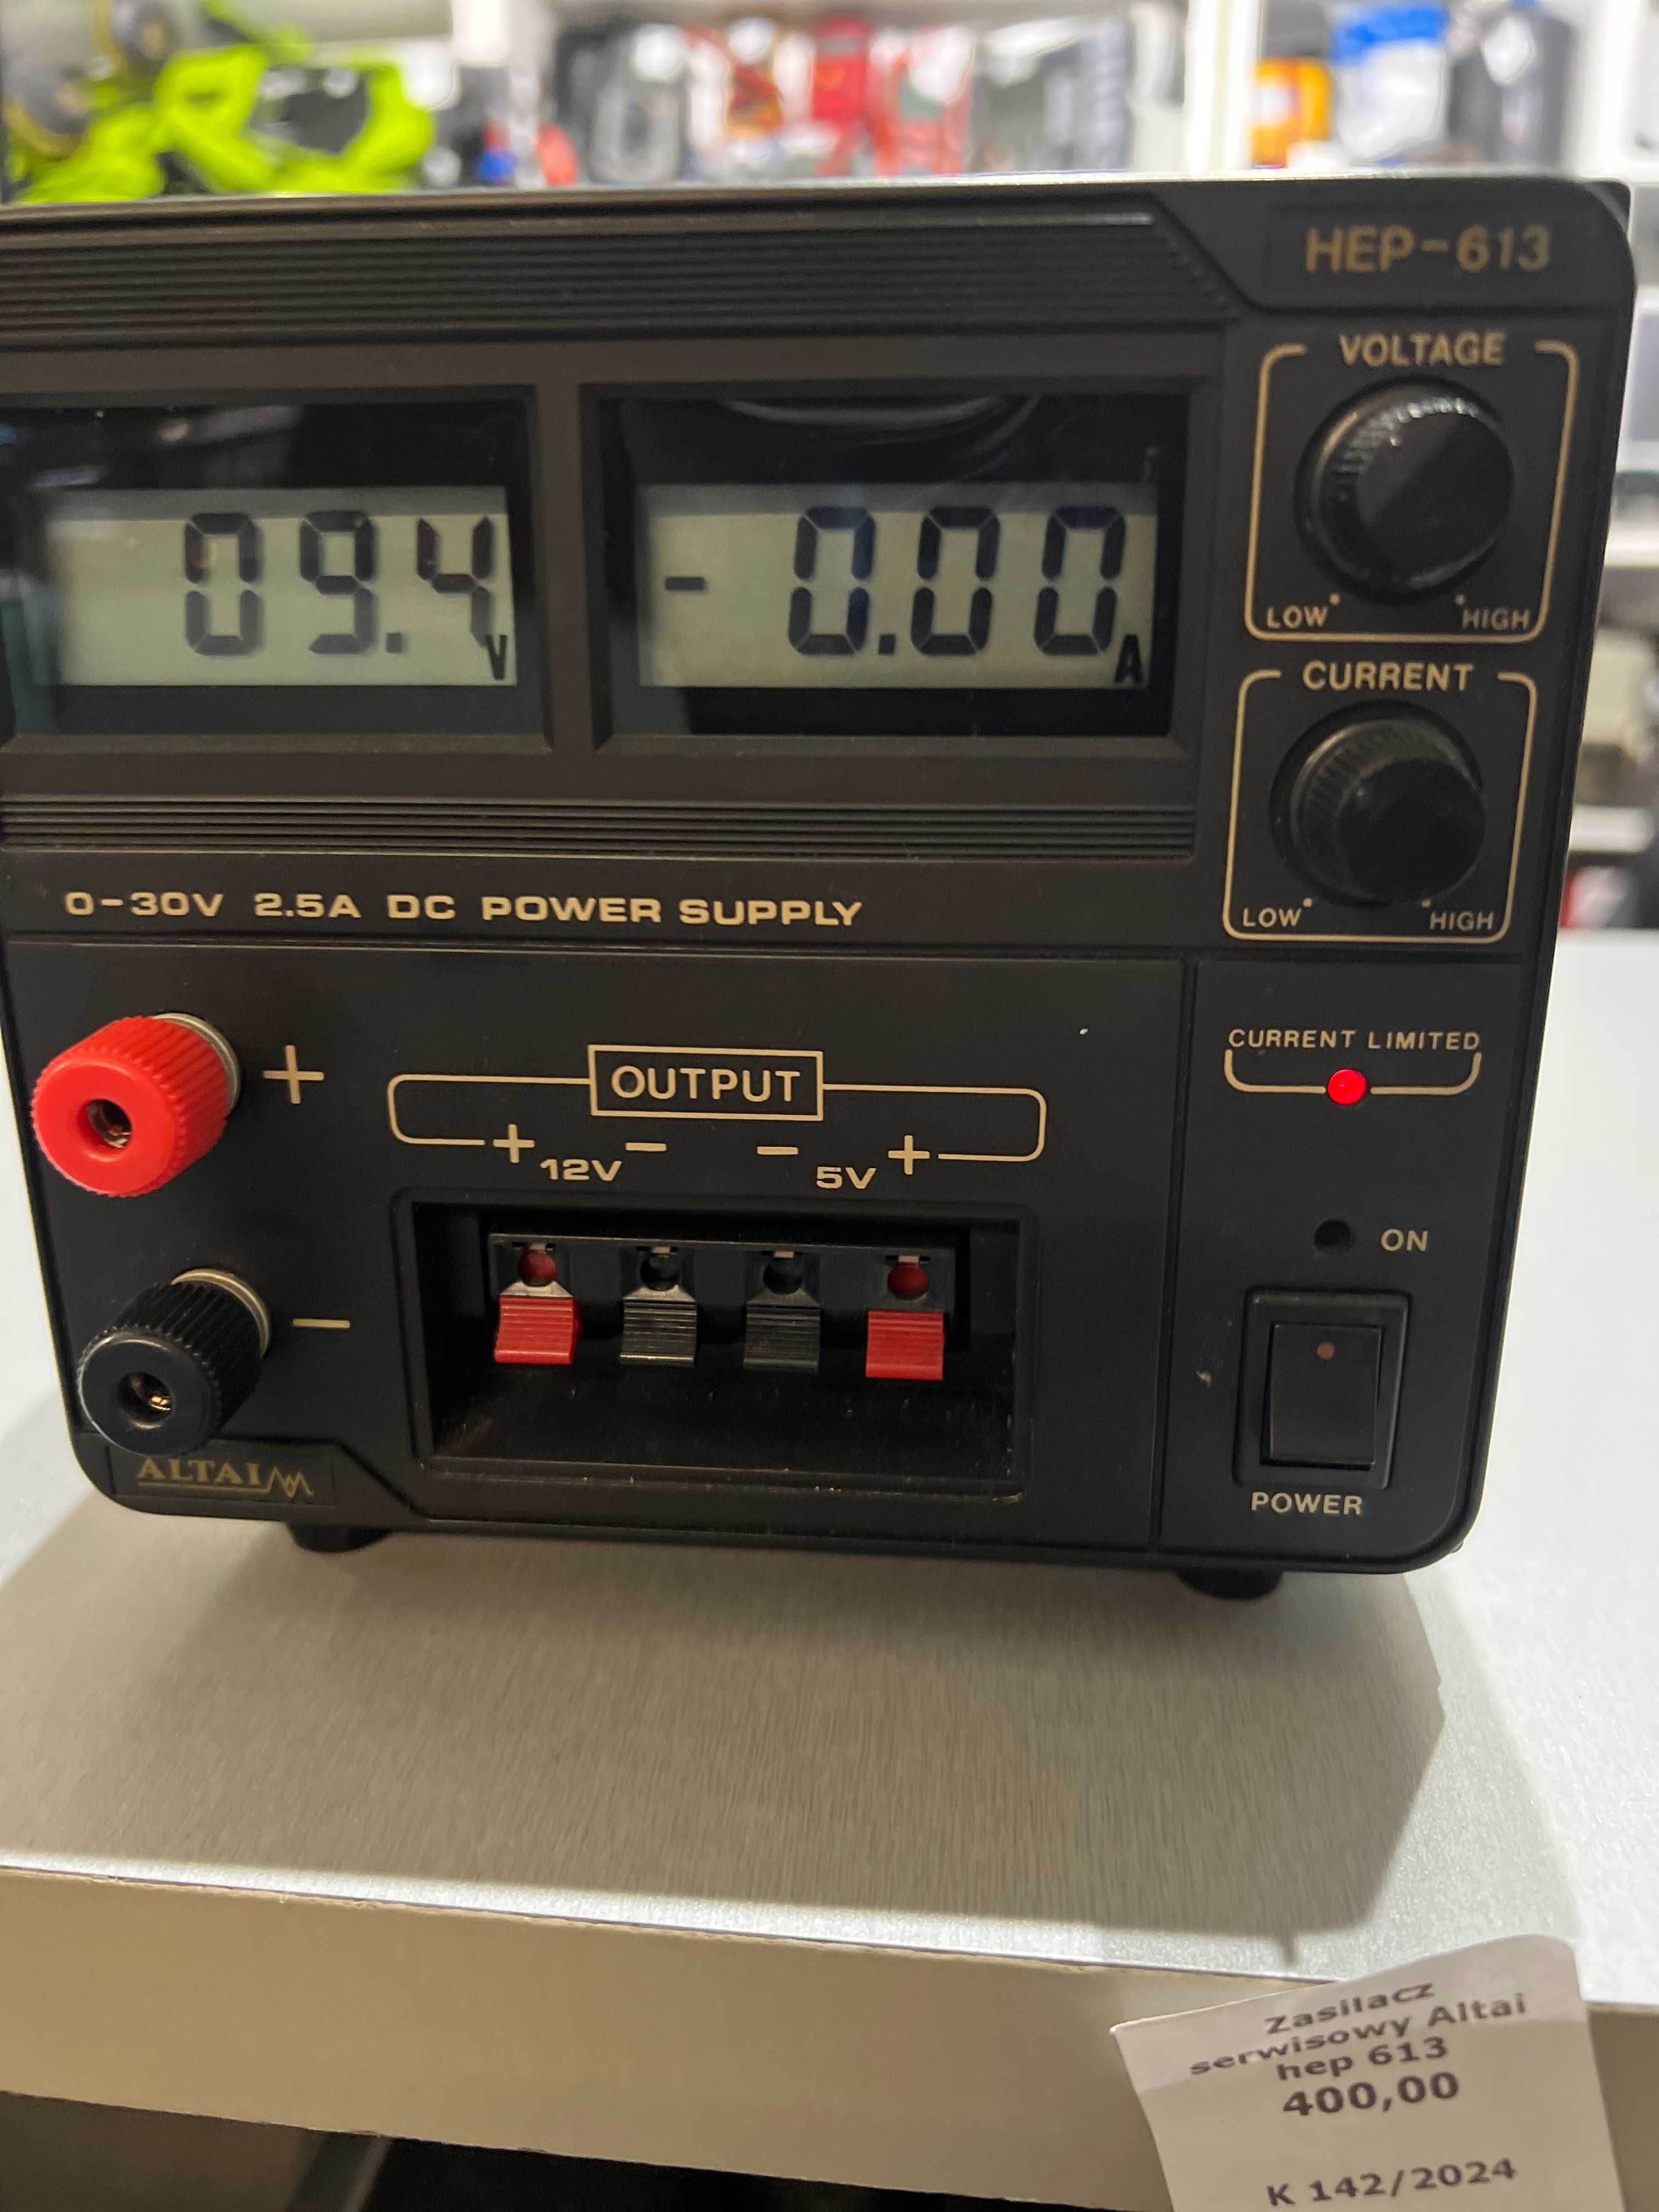 HEP-613
VOLTAGE
LOW HIGH
09.4 V
- 0.00 A
CURRENT
LOW HIGH
0-30V 2.5A DC POWER SUPPLY
CURRENT LIMITED
+
OUTPUT
+ 12V - - 5V +
ON
-
ALTAI
POWER
Zasilacz
serwisowy Altai
hep 613
400,00
K 142/2024